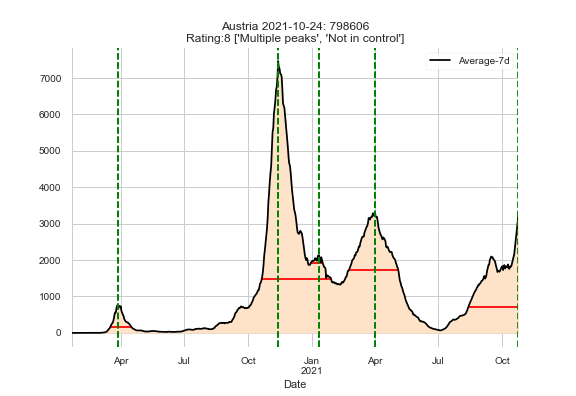 Austria 2021-10-24: 798606
Rating:8 ['Multiple peaks', 'Not in control']
Average-7d
7000
6000
5000
4000
3000
2000
1000
0
Apr Jul Oct Jan Apr Jul Oct
2021
Date